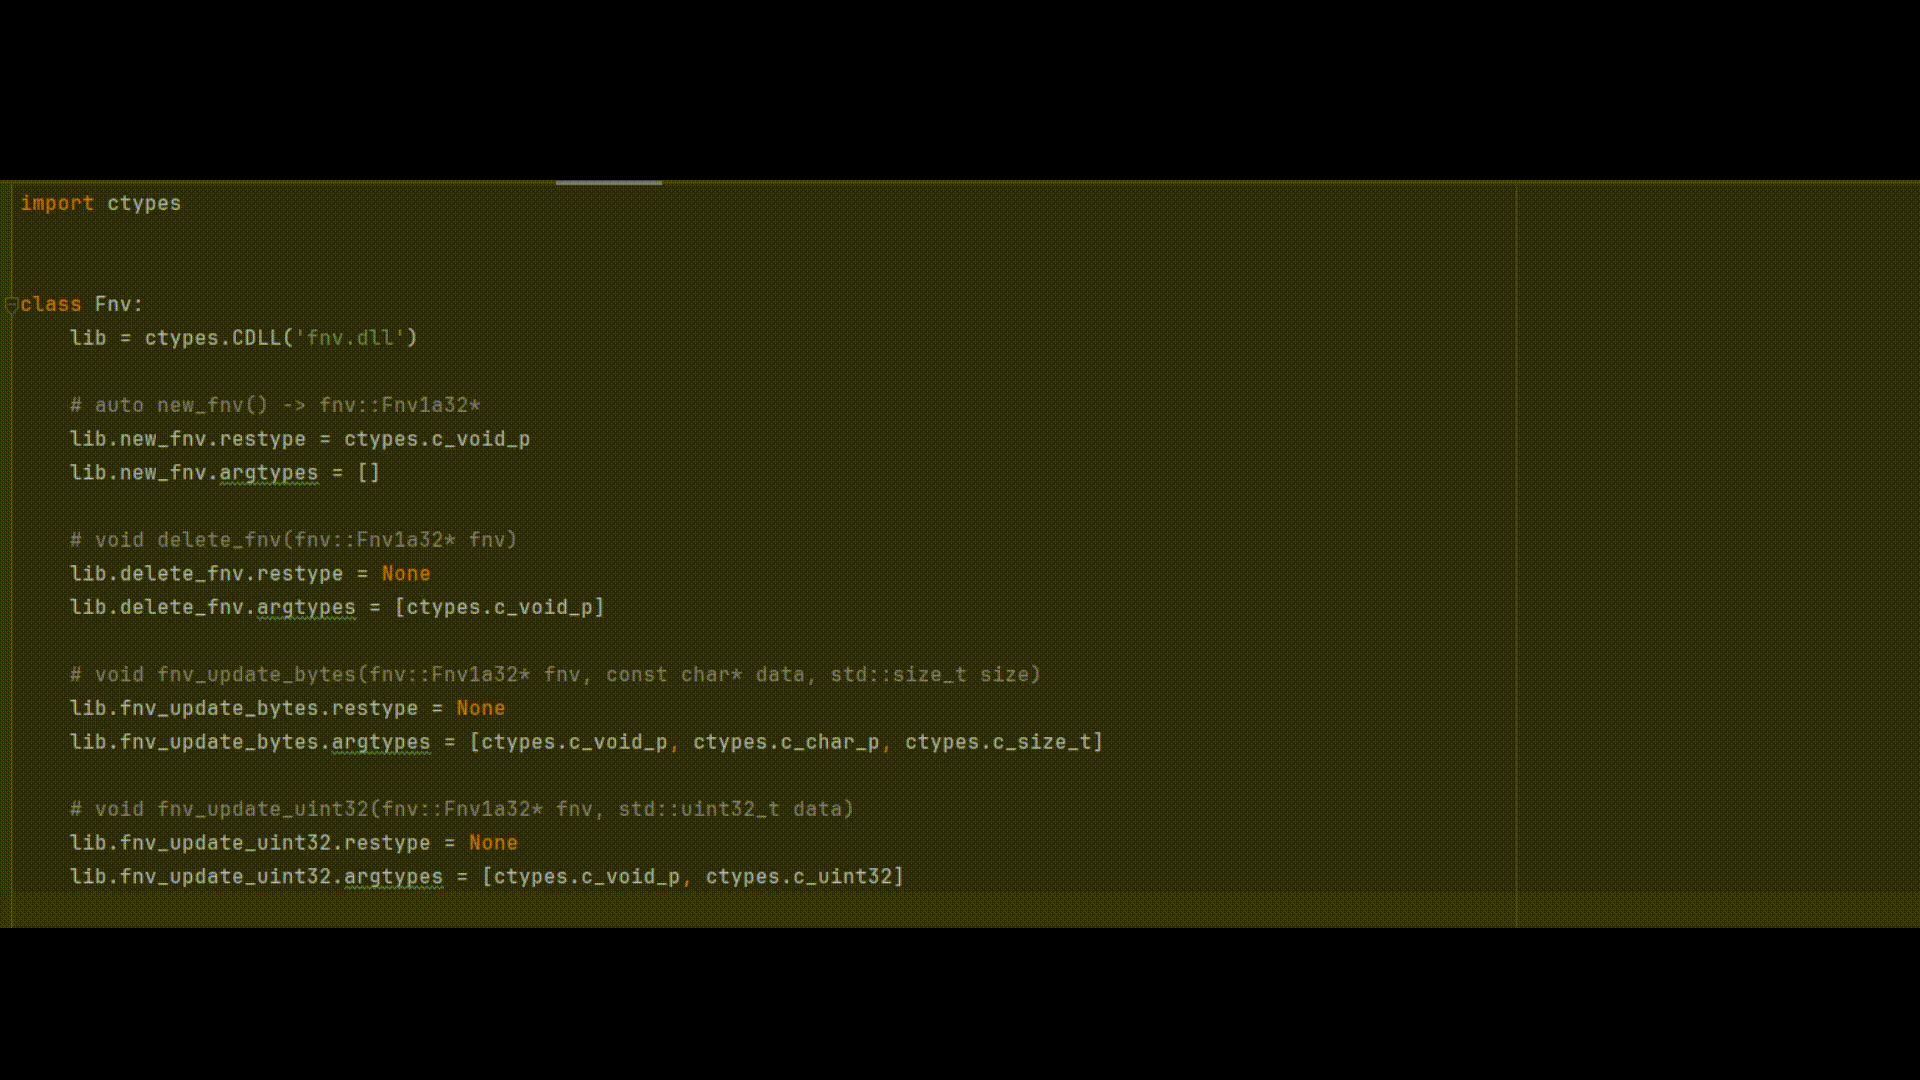 import ctypes
class Fnv:
lib = ctypes.CDLL('fnv.dll')
# auto new_fnv() -> fnv::Fnv1a32*
lib.new_fnv.restype = ctypes.c_void_p
lib.new_fnv.argtypes = []
# void delete_fnv(fnv::Fnv1a32* fnv)
lib.delete_fnv.restype = None
lib.delete_fnv.argtypes = [ctypes.c_void_p]
# void fnv_update_bytes(fnv::Fnv1a32* fnv, const char* data, std::size_t size)
lib.fnv_update_bytes.restype = None
lib.fnv_update_bytes.argtypes = [ctypes.c_void_p, ctypes.c_char_p, ctypes.c_size_t]
# void fnv_update_uint32(fnv::Fnv1a32* fnv, std::uint32_t data)
lib.fnv_update_uint32.restype = None
lib.fnv_update_uint32.argtypes = [ctypes.c_void_p, ctypes.c_uint32]